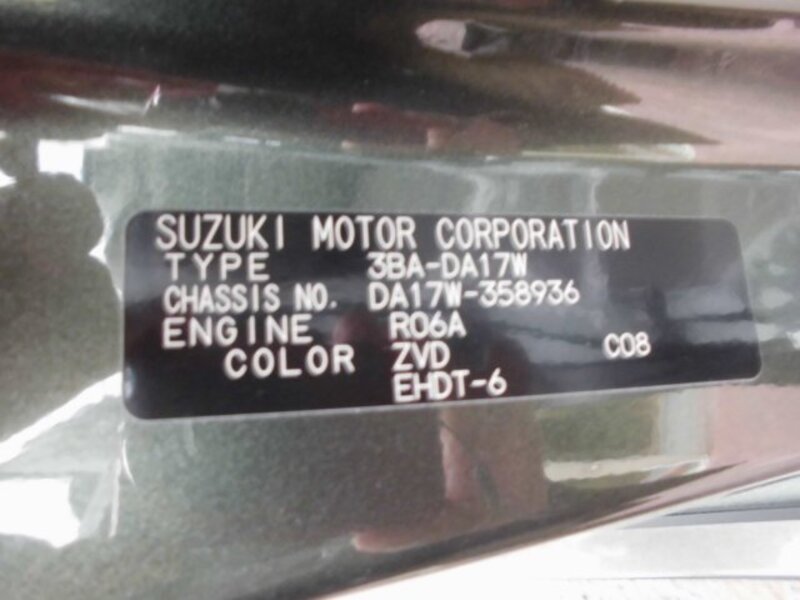 SUZUKI MOTOR CORPORATION
TYPE 3BA-DA17W
CHASSIS NO. DA17W-358936
ENGINE R06A
COLOR ZVD C08
EHDT-6